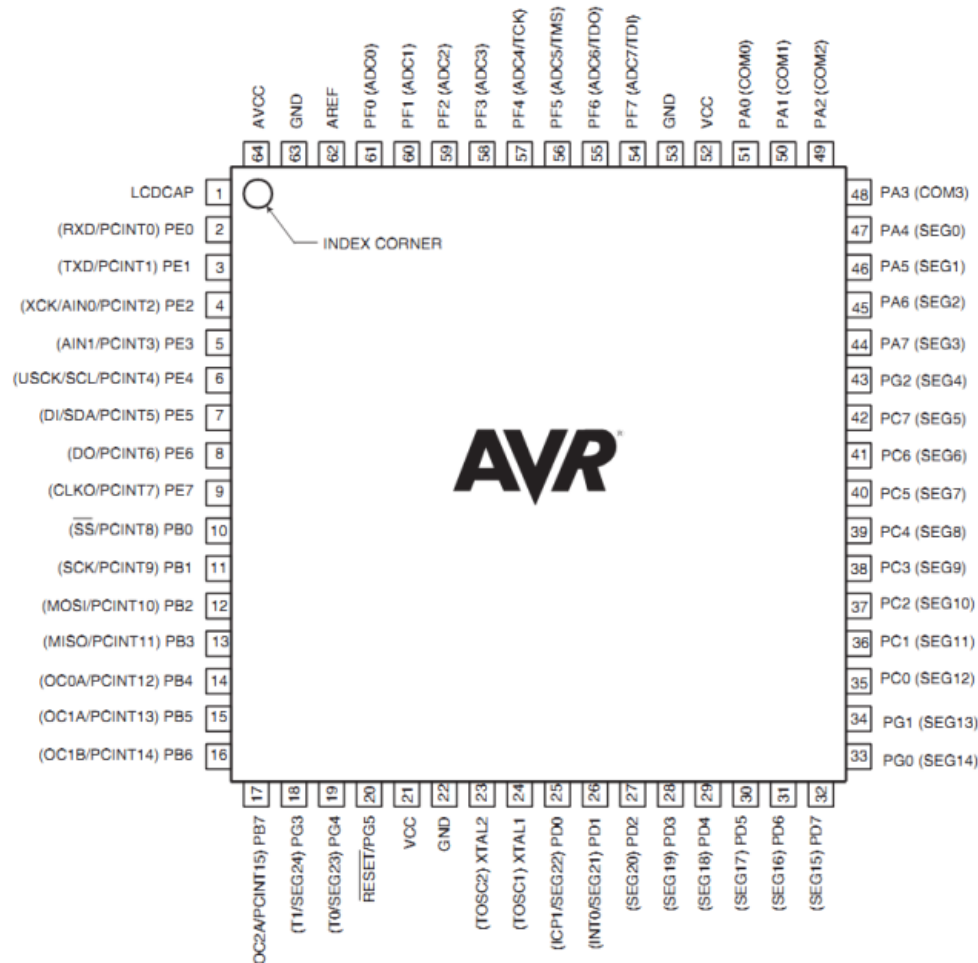 64 AVCC
63 GND
62 AREF
61 PF0 (ADC0)
60 PF1 (ADC1)
59 PF2 (ADC2)
58 PF3 (ADC3)
57 PF4 (ADC4/TCK)
56 PF5 (ADC5/TMS)
55 PF6 (ADC6/TDO)
54 PF7 (ADC7/TDI)
53 GND
52 VCC
51 PA0 (COM0)
50 PA1 (COM1)
49 PA2 (COM2)
LCDCAP 1
(RXD/PCINT0) PE0 2
(TXD/PCINT1) PE1 3
(XCK/AIN0/PCINT2) PE2 4
(AIN1/PCINT3) PE3 5
(USCK/SCL/PCINT4) PE4 6
(DI/SDA/PCINT5) PE5 7
(DO/PCINT6) PE6 8
(CLKO/PCINT7) PE7 9
(SS/PCINT8) PB0 10
(SCK/PCINT9) PB1 11
(MOSI/PCINT10) PB2 12
(MISO/PCINT11) PB3 13
(OC0A/PCINT12) PB4 14
(OC1A/PCINT13) PB5 15
(OC1B/PCINT14) PB6 16
INDEX CORNER
AVR®
48 PA3 (COM3)
47 PA4 (SEG0)
46 PA5 (SEG1)
45 PA6 (SEG2)
44 PA7 (SEG3)
43 PG2 (SEG4)
42 PC7 (SEG5)
41 PC6 (SEG6)
40 PC5 (SEG7)
39 PC4 (SEG8)
38 PC3 (SEG9)
37 PC2 (SEG10)
36 PC1 (SEG11)
35 PC0 (SEG12)
34 PG1 (SEG13)
33 PG0 (SEG14)
OC2A/PCINT15) PB7 17
(T1/SEG24) PG3 18
(T0/SEG23) PG4 19
RESET/PG5 20
VCC 21
GND 22
(TOSC2) XTAL2 23
(TOSC1) XTAL1 24
(ICP1/SEG22) PD0 25
(INT0/SEG21) PD1 26
(SEG20) PD2 27
(SEG19) PD3 28
(SEG18) PD4 29
(SEG17) PD5 30
(SEG16) PD6 31
(SEG15) PD7 32